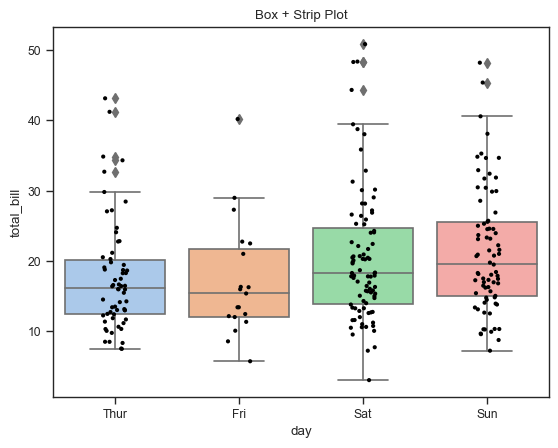 Box + Strip Plot
total_bill
50
40
30
20
10
Thur Fri Sat Sun
day